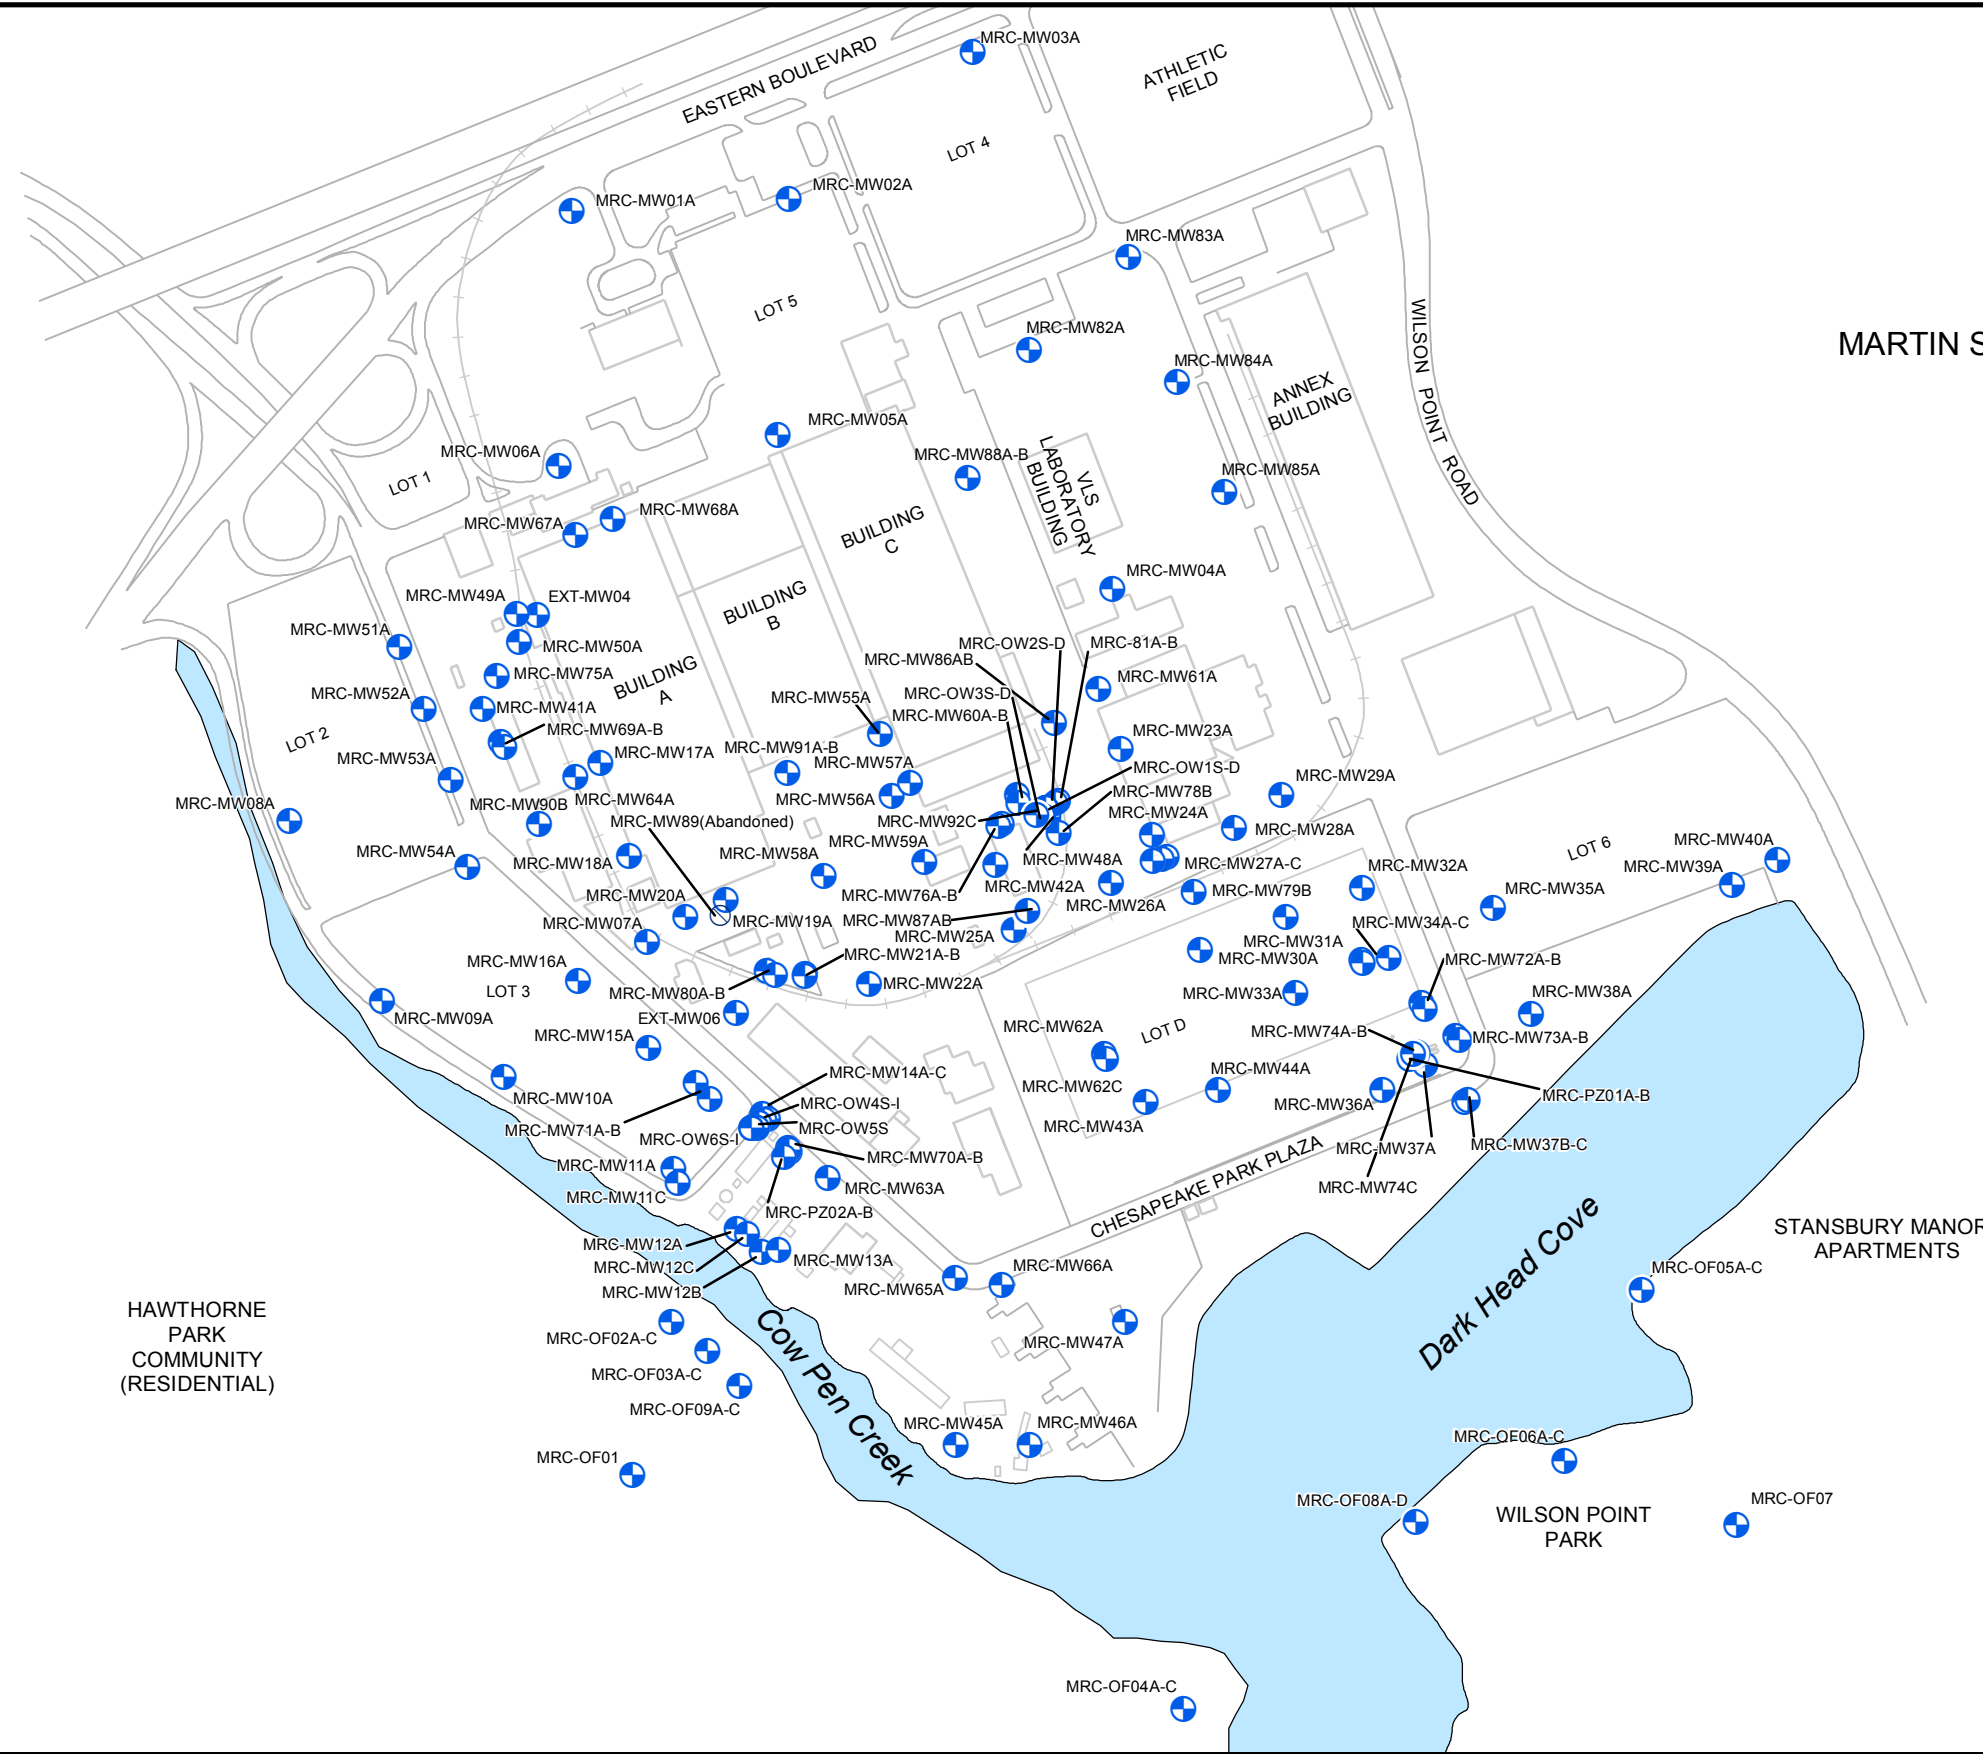 MRC-MW03A
EASTERN BOULEVARD
ATHLETIC
FIELD
LOT 4
MRC-MW02A
MRC-MW01A
MRC-MW83A
LOT 5
WILSON POINT ROAD
MRC-MW82A
MARTIN S
MRC-MW84A
ANNEX
BUILDING
MRC-MW05A
MRC-MW06A
MRC-MW88A-B
VLS
LABORATORY
BUILDING
MRC-MW85A
LOT 1
MRC-MW68A
MRC-MW67A
BUILDING
C
MRC-MW04A
MRC-MW49A
EXT-MW04
BUILDING
B
MRC-MW51A
MRC-MW50A
MRC-OW2S-D
MRC-81A-B
MRC-MW86AB
MRC-MW75A
BUILDING
A
MRC-MW61A
MRC-MW52A
MRC-MW55A
MRC-OW3S-D
MRC-MW41A
MRC-MW60A-B
MRC-MW69A-B
MRC-MW23A
LOT 2
MRC-MW17A
MRC-MW91A-B
MRC-MW53A
MRC-MW57A
MRC-OW1S-D
MRC-MW29A
MRC-MW08A
MRC-MW90B
MRC-MW64A
MRC-MW56A
MRC-MW78B
MRC-MW89(Abandoned)
MRC-MW92C
MRC-MW24A
MRC-MW28A
MRC-MW59A
MRC-MW40A
MRC-MW54A
MRC-MW18A
MRC-MW58A
MRC-MW48A
MRC-MW27A-C
LOT 6
MRC-MW32A
MRC-MW39A
MRC-MW20A
MRC-MW76A-B
MRC-MW42A
MRC-MW79B
MRC-MW35A
MRC-MW26A
MRC-MW07A
MRC-MW19A
MRC-MW87AB
MRC-MW34A-C
MRC-MW25A
MRC-MW31A
MRC-MW21A-B
MRC-MW30A
MRC-MW72A-B
MRC-MW16A
LOT 3
MRC-MW80A-B
MRC-MW22A
MRC-MW33A
MRC-MW38A
MRC-MW09A
EXT-MW06
MRC-MW62A
LOT D
MRC-MW74A-B
MRC-MW73A-B
MRC-MW15A
MRC-MW14A-C
MRC-MW44A
MRC-MW62C
MRC-MW10A
MRC-OW4S-I
MRC-MW36A
MRC-PZ01A-B
MRC-MW71A-B
MRC-OW6S-I
MRC-OW5S
MRC-MW43A
MRC-MW37A
MRC-MW37B-C
MRC-MW11A
MRC-MW70A-B
MRC-MW74C
MRC-MW11C
MRC-MW63A
CHESAPEAKE PARK PLAZA
MRC-PZ02A-B
MRC-MW12A
MRC-MW12C
MRC-MW13A
MRC-MW12B
MRC-MW65A
MRC-MW66A
Dark Head Cove
STANSBURY MANOR
APARTMENTS
MRC-OF05A-C
HAWTHORNE
PARK
COMMUNITY
(RESIDENTIAL)
MRC-OF02A-C
MRC-MW47A
MRC-OF03A-C
MRC-OF09A-C
Cow Pen Creek
MRC-MW45A
MRC-MW46A
MRC-OF06A-C
MRC-OF01
MRC-OF08A-D
WILSON POINT
PARK
MRC-OF07
MRC-OF04A-C